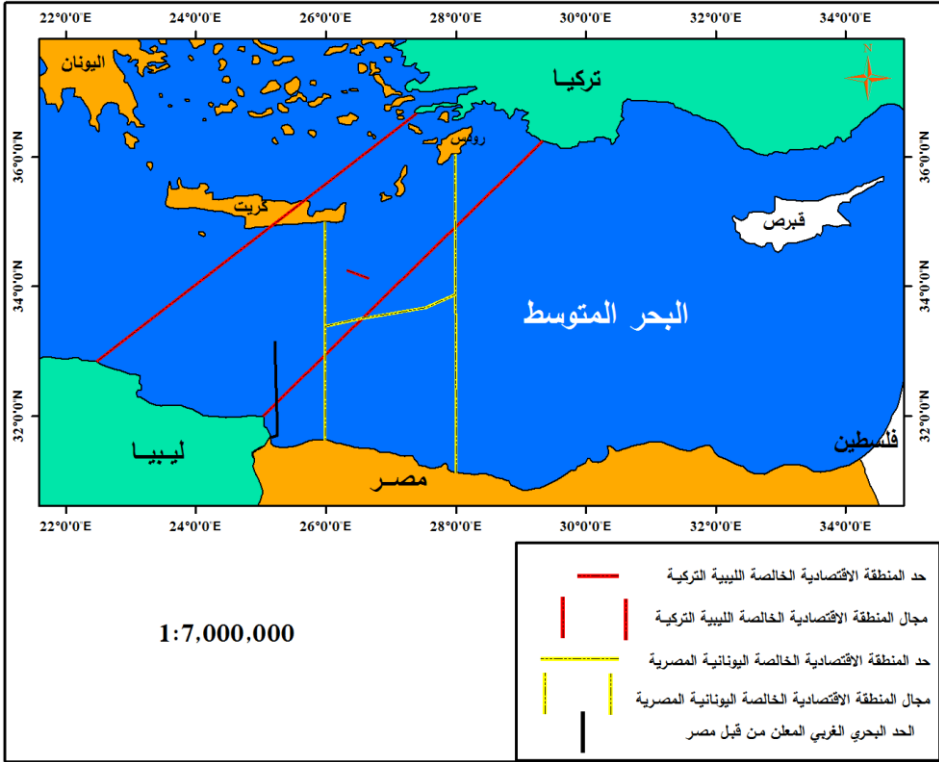 22°0'0"E 24°0'0"E 26°0'0"E 28°0'0"E 30°0'0"E 32°0'0"E 34°0'0"E
N
اليونان
تركيا
رودس
36°0'0"N 36°0'0"N
كريت
قبرص
34°0'0"N 34°0'0"N
البحر المتوسط
32°0'0"N 32°0'0"N
فلسطين
ليبيا
مصر
22°0'0"E 24°0'0"E 26°0'0"E 28°0'0"E 30°0'0"E 32°0'0"E 34°0'0"E
1:7,000,000
حد المنطقة الاقتصادية الخالصة الليبية التركية
مجال المنطقة الاقتصادية الخالصة الليبية التركية
حد المنطقة الاقتصادية الخالصة اليونانية المصرية
مجال المنطقة الاقتصادية الخالصة اليونانية المصرية
الحد البحري الغربي المعلن من قبل مصر